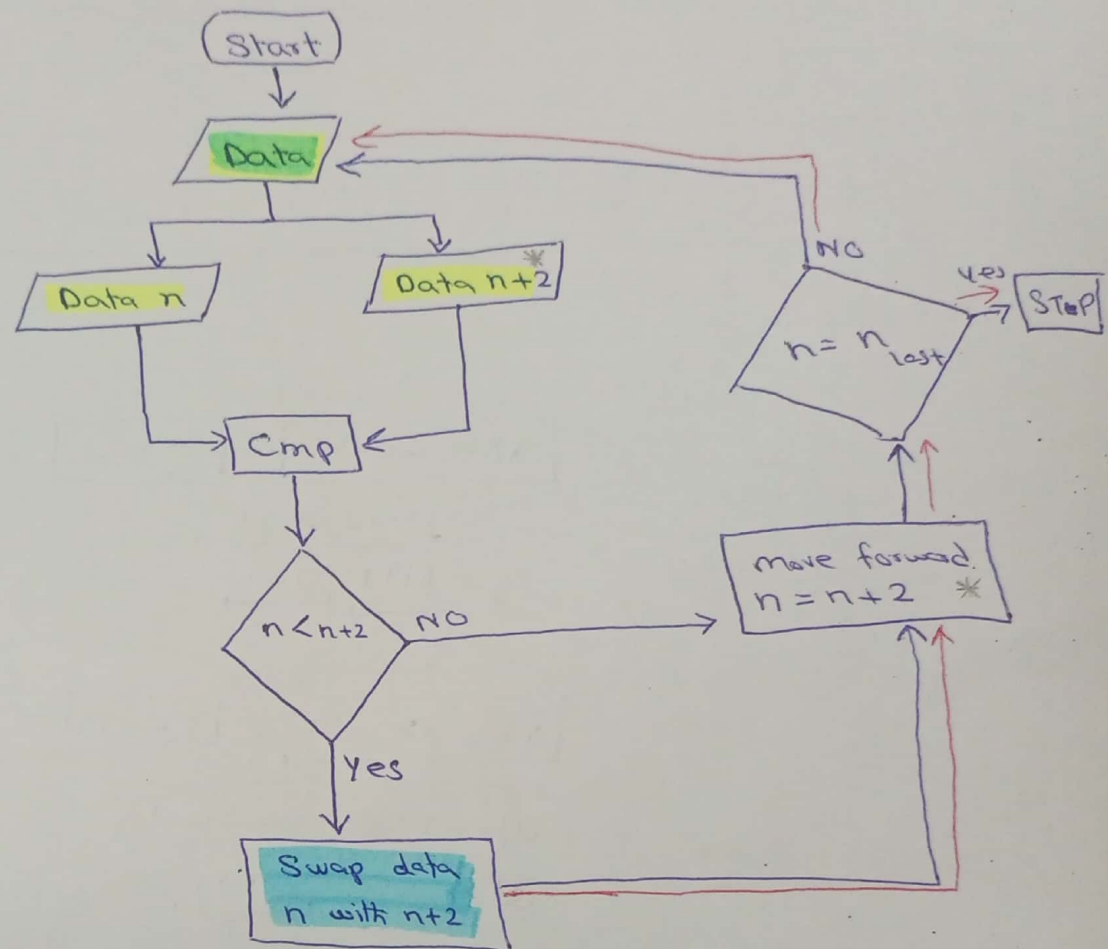 Start
Data
Data n
Data n+2 *
Cmp
n < n+2
NO
Yes
Swap data
n with n+2
move forward
n = n+2 *
n = n last
NO
yes
STOP